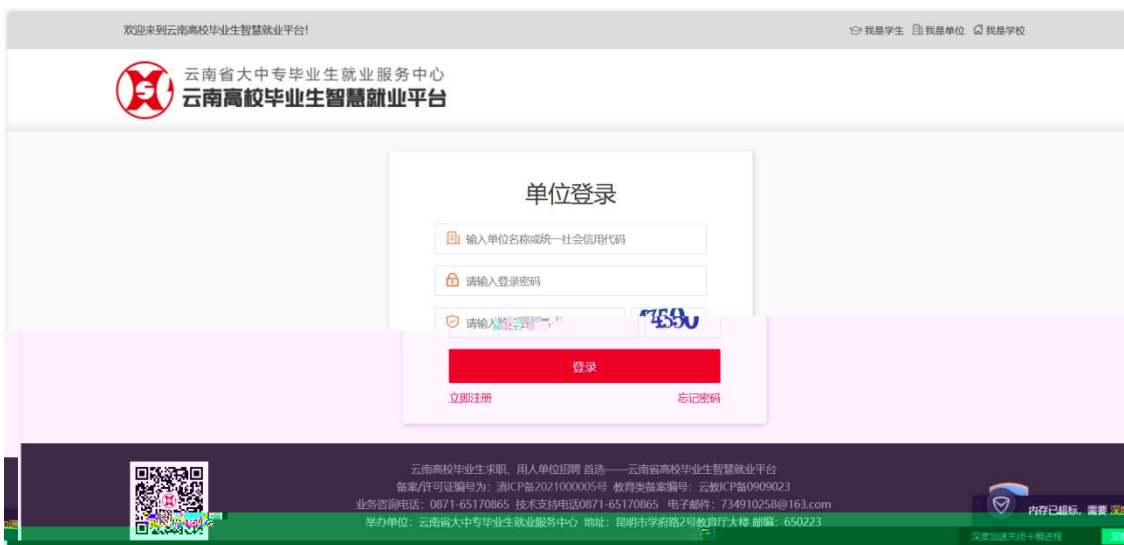 欢迎来到云南高校毕业生智慧就业平台!
我是学生 我是单位 我是学校
云南省大中专毕业生就业服务中心
云南高校毕业生智慧就业平台
单位登录
输入单位名称或统一社会信用代码
请输入登录密码
请输入
登录
立即注册 忘记密码
云南高校毕业生求职、用人单位招聘 首选——云南省高校毕业生智慧就业平台
备案/许可证编号为：滇ICP备2021000005号 教育类备案编号：云教ICP备0909023
业务咨询电话：0871-65170865 技术支持电话0871-65170865 电子邮件：734910258@163.com
举办单位：云南省大中专毕业生就业服务中心 地址：昆明市学府路2号教育厅大楼 邮编：650223
内存已超标，需要
深度加速关闭卡慢进程